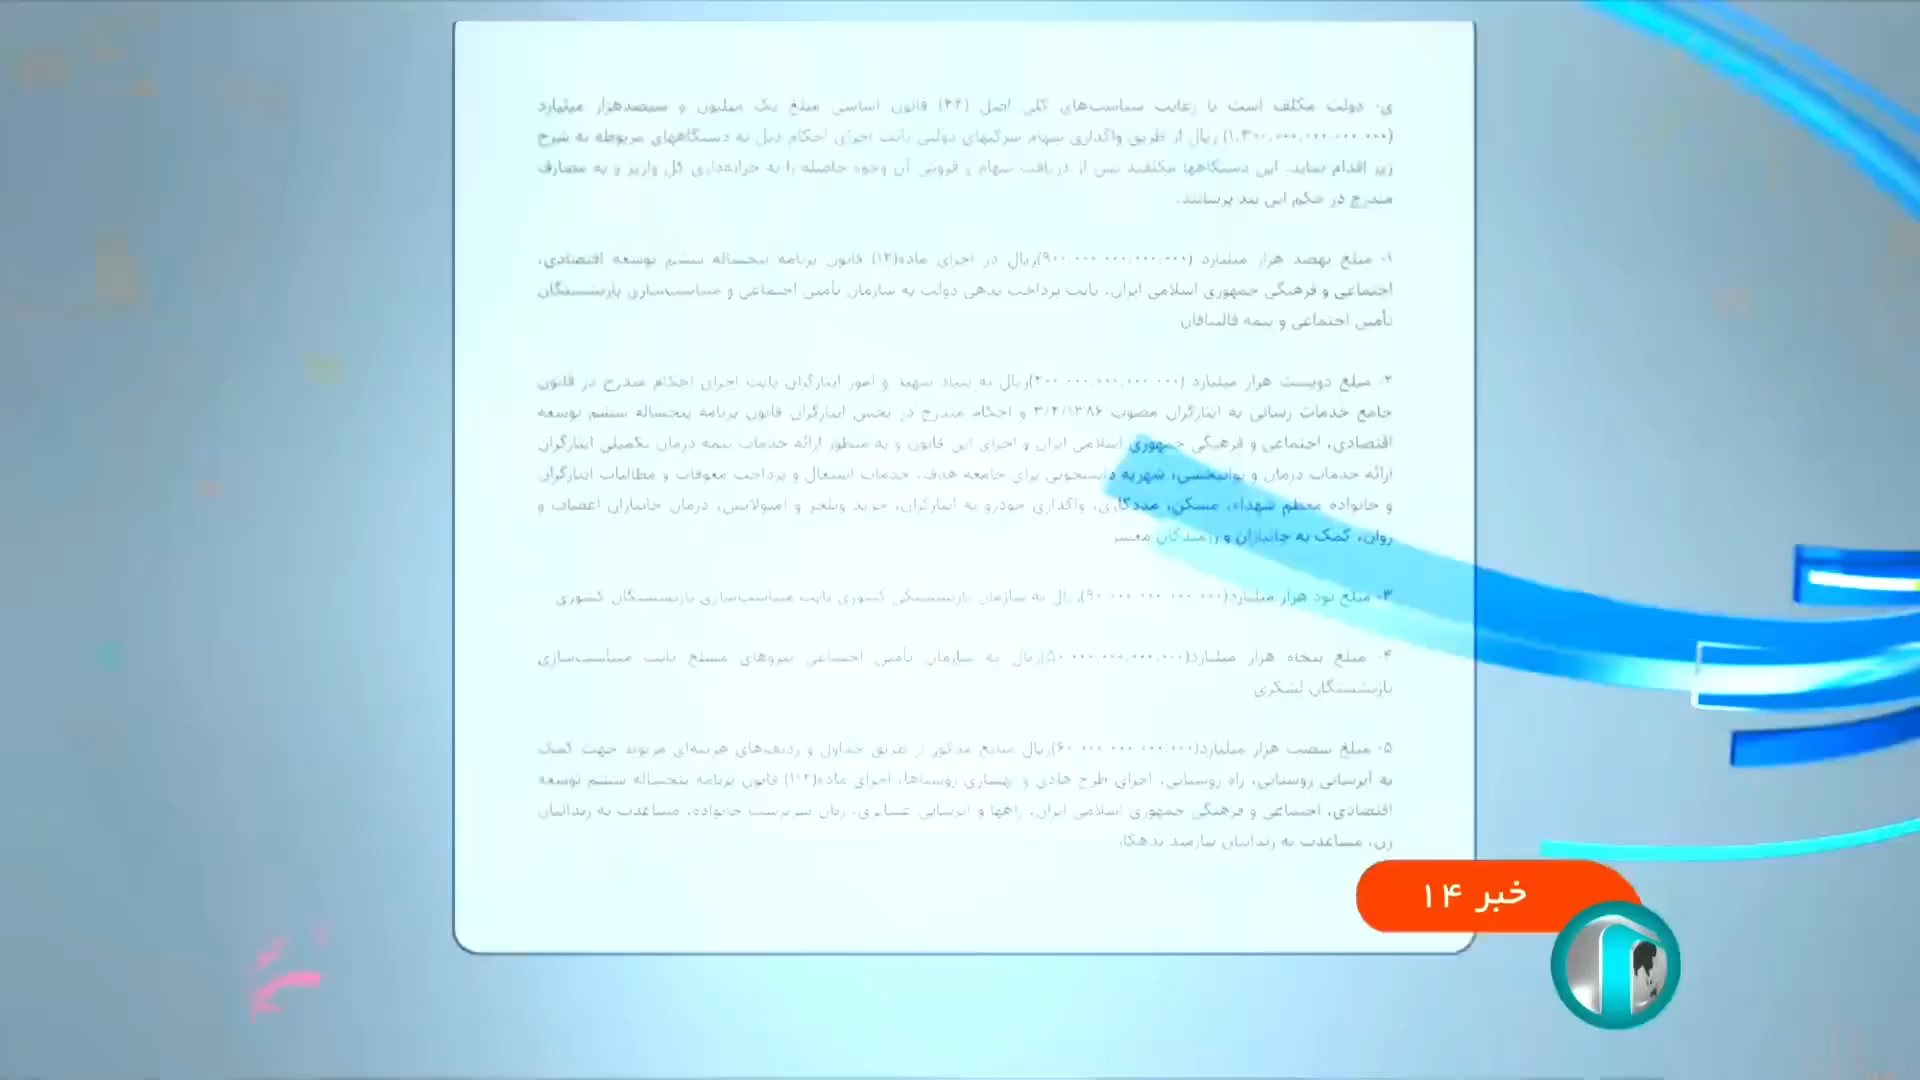 ی- دولت مکلف است با رعایت سیاست‌های کلی اصل (۴۴) قانون اساسی مبلغ یک میلیون و سیصدهزار میلیارد
(۱.۳۰۰.۰۰۰.۰۰۰.۰۰۰.۰۰۰) ریال از طریق واگذاری سهام شرکتهای دولتی بابت اجرای احکام ذیل به دستگاههای مربوطه به شرح
زیر اقدام نماید. این دستگاهها مکلفند پس از دریافت سهام و فروش آن وجوه حاصله را به خزانه‌داری کل واریز و به مصارف
مندرج در حکم این بند برسانند.
۱- مبلغ نهصد هزار میلیارد (۹۰۰.۰۰۰.۰۰۰.۰۰۰.۰۰۰)ریال در اجرای ماده(۱۲) قانون برنامه پنجساله ششم توسعه اقتصادی،
اجتماعی و فرهنگی جمهوری اسلامی ایران، بابت پرداخت بدهی دولت به سازمان تأمین اجتماعی و متناسب‌سازی بازنشستگان
تأمین اجتماعی و بیمه قالیبافان
۲- مبلغ دویست هزار میلیارد (۲۰۰.۰۰۰.۰۰۰.۰۰۰.۰۰۰)ریال به بنیاد شهید و امور ایثارگران بابت اجرای احکام مندرج در قانون
جامع خدمات رسانی به ایثارگران مصوب ۳/۴/۱۳۸۶ و احکام مندرج در بخش ایثارگران قانون برنامه پنجساله ششم توسعه
اقتصادی، اجتماعی و فرهنگی جمهوری اسلامی ایران و اجرای این قانون و به منظور ارائه خدمات بیمه درمان تکمیلی ایثارگران
ارائه خدمات درمان و توانبخشی، شهریه دانشجویی برای جامعه هدف، خدمات اشتغال و پرداخت معوقات و مطالبات ایثارگران
و خانواده معظم شهداء، مسکن، مددکاری، واگذاری خودرو به ایثارگران، خرید ویلچر و آمبولانس، درمان جانبازان اعصاب و
روان، کمک به جانبازان و رزمندگان معسر
۳- مبلغ نود هزار میلیارد(۹۰.۰۰۰.۰۰۰.۰۰۰.۰۰۰)ریال به سازمان بازنشستگی کشوری بابت متناسب‌سازی بازنشستگان کشوری
۴- مبلغ پنجاه هزار میلیارد(۵۰.۰۰۰.۰۰۰.۰۰۰.۰۰۰)ریال به سازمان تأمین اجتماعی نیروهای مسلح بابت متناسب‌سازی
بازنشستگان لشکری
۵- مبلغ شصت هزار میلیارد(۶۰.۰۰۰.۰۰۰.۰۰۰.۰۰۰)ریال منابع مذکور از طریق جداول و ردیف‌های هزینه‌ای مربوط جهت کمک
به آبرسانی روستایی، راه روستایی، اجرای طرح هادی و بهسازی روستاها، اجرای ماده(۱۱۲) قانون برنامه پنجساله ششم توسعه
اقتصادی، اجتماعی و فرهنگی جمهوری اسلامی ایران، راهها و آبرسانی عشایری، زنان سرپرست خانواده، مساعدت به زندانیان
زن، مساعدت به زندانیان نیازمند بدهکار
خبر ۱۴